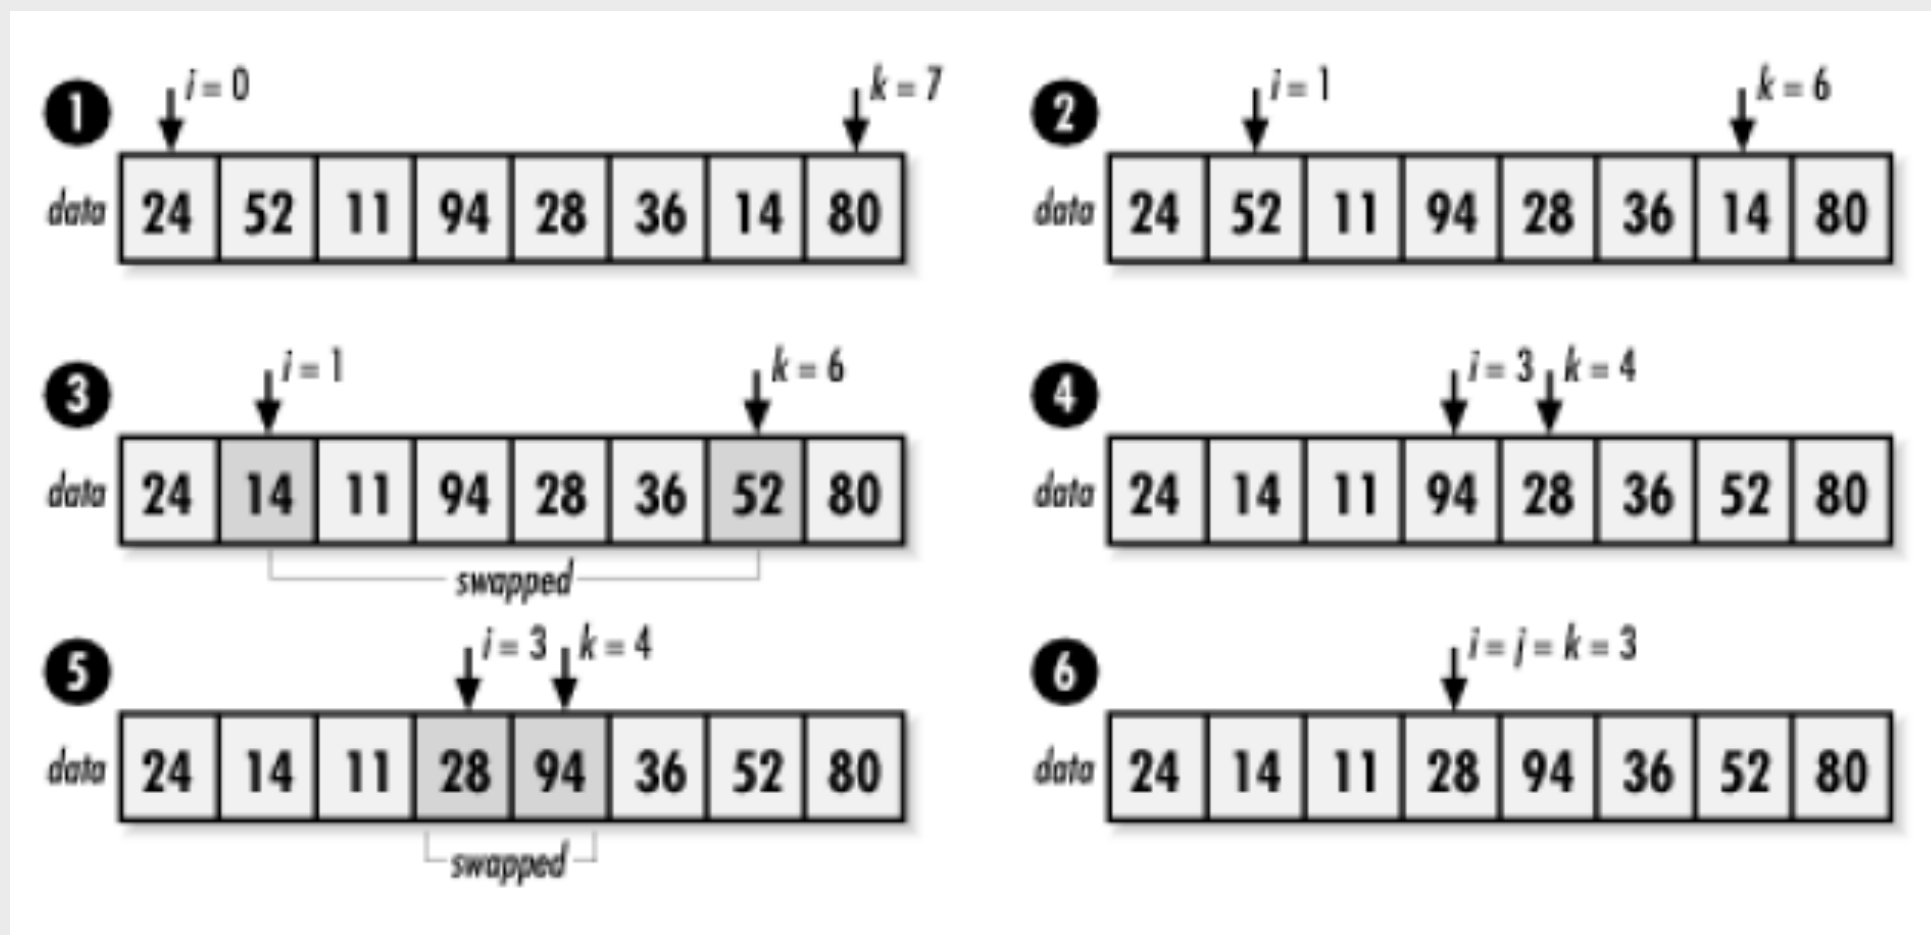 1 i = 0 k = 7
data 24 52 11 94 28 36 14 80
2 i = 1 k = 6
data 24 52 11 94 28 36 14 80
3 i = 1 k = 6
data 24 14 11 94 28 36 52 80
swapped
4 i = 3 k = 4
data 24 14 11 94 28 36 52 80
5 i = 3 k = 4
data 24 14 11 28 94 36 52 80
swapped
6 i = j = k = 3
data 24 14 11 28 94 36 52 80